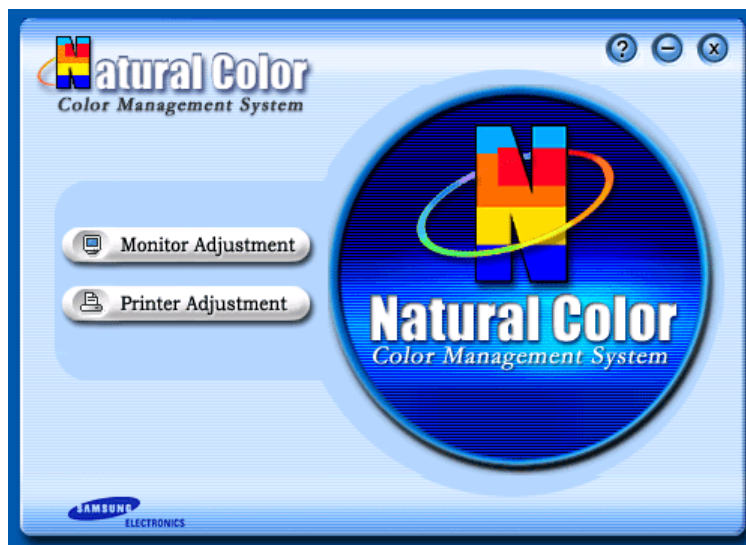 Natural Color
Color Management System
? – x
Monitor Adjustment
Printer Adjustment
Natural Color
Color Management System
SAMSUNG
ELECTRONICS